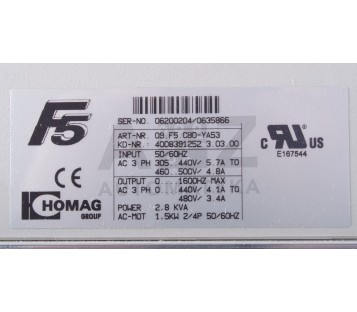 F5
SER-NO. 06200204/0635866
ART-NR. 09.F5.CBD-YA53
KD-NR. 4008391252 3.03.00
INPUT 50/60HZ
AC 3 PH 305..440V/ 5.7A TO
460..500V/ 4.8A
OUTPUT 0... 1600HZ MAX
AC 3 PH 0...440V/ 4.1A TO
480V/ 3.4A
POWER 2.8 KVA
AC-MOT 1.5KW 2/4P 50/60HZ
C US
E167544
CE
HOMAG
GROUP